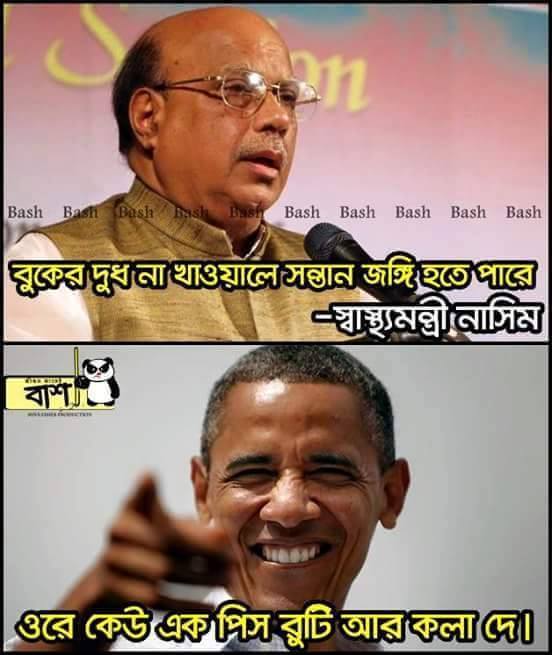 on
Bash Bash Bash Bash Bash Bash Bash Bash Bash Bash
বুকের দুধ না খাওয়ালে সন্তান জঙ্গি হতে পারে
-স্বাস্থ্যমন্ত্রী নাসিম
বাশ
ওরে কেউ এক পিস রুটি আর কলা দে।